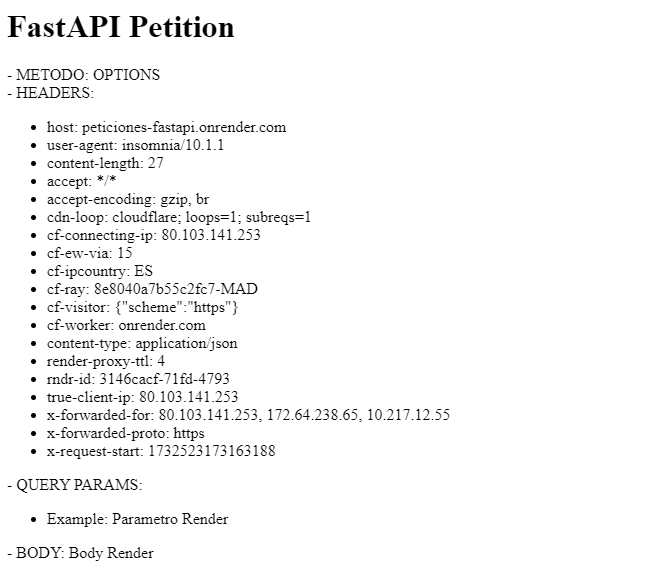 FastAPI Petition
- METODO: OPTIONS
- HEADERS:
host: peticiones-fastapi.onrender.com
user-agent: insomnia/10.1.1
content-length: 27
accept: */*
accept-encoding: gzip, br
cdn-loop: cloudflare; loops=1; subreqs=1
cf-connecting-ip: 80.103.141.253
cf-ew-via: 15
cf-ipcountry: ES
cf-ray: 8e8040a7b55c2fc7-MAD
cf-visitor: {"scheme":"https"}
cf-worker: onrender.com
content-type: application/json
render-proxy-ttl: 4
rndr-id: 3146cacf-71fd-4793
true-client-ip: 80.103.141.253
x-forwarded-for: 80.103.141.253, 172.64.238.65, 10.217.12.55
x-forwarded-proto: https
x-request-start: 1732523173163188
- QUERY PARAMS:
Example: Parametro Render
- BODY: Body Render